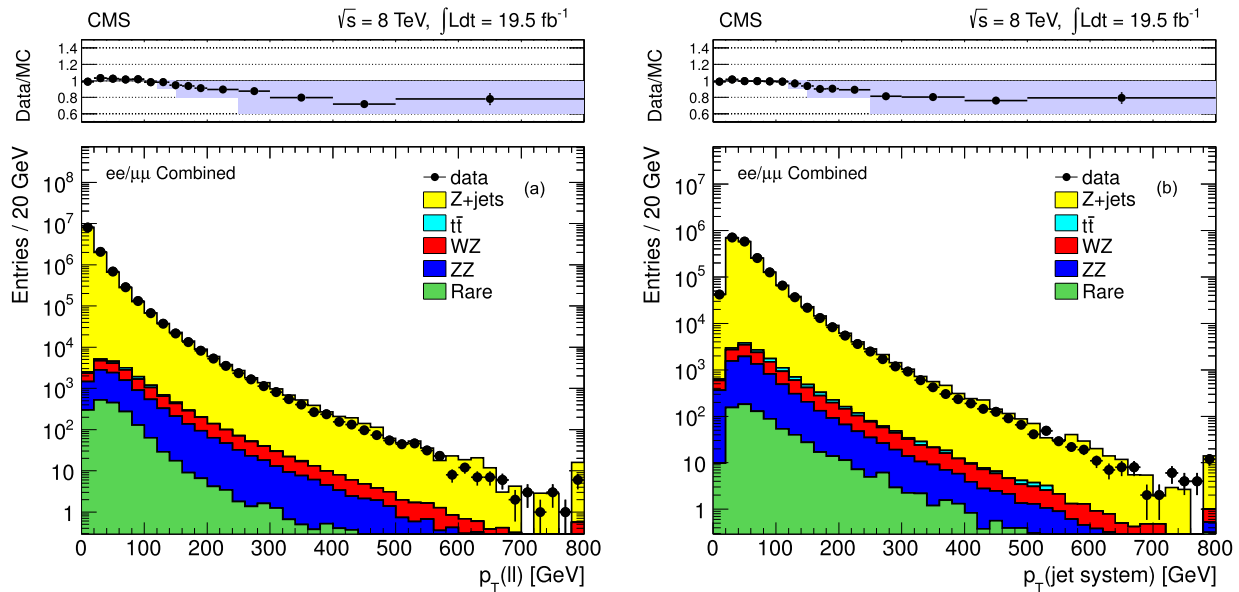 CMS
√s = 8 TeV, ∫Ldt = 19.5 fb⁻¹
Data/MC
1.4
1.2
1
0.8
0.6
Entries / 20 GeV
ee/μμ Combined
(a)
data
Z+jets
tt̄
WZ
ZZ
Rare
10⁸
10⁷
10⁶
10⁵
10⁴
10³
10²
10
1
0 100 200 300 400 500 600 700 800
p_T(ll) [GeV]
CMS
√s = 8 TeV, ∫Ldt = 19.5 fb⁻¹
Data/MC
1.4
1.2
1
0.8
0.6
Entries / 20 GeV
ee/μμ Combined
(b)
data
Z+jets
tt̄
WZ
ZZ
Rare
10⁷
10⁶
10⁵
10⁴
10³
10²
10
1
0 100 200 300 400 500 600 700 800
p_T(jet system) [GeV]